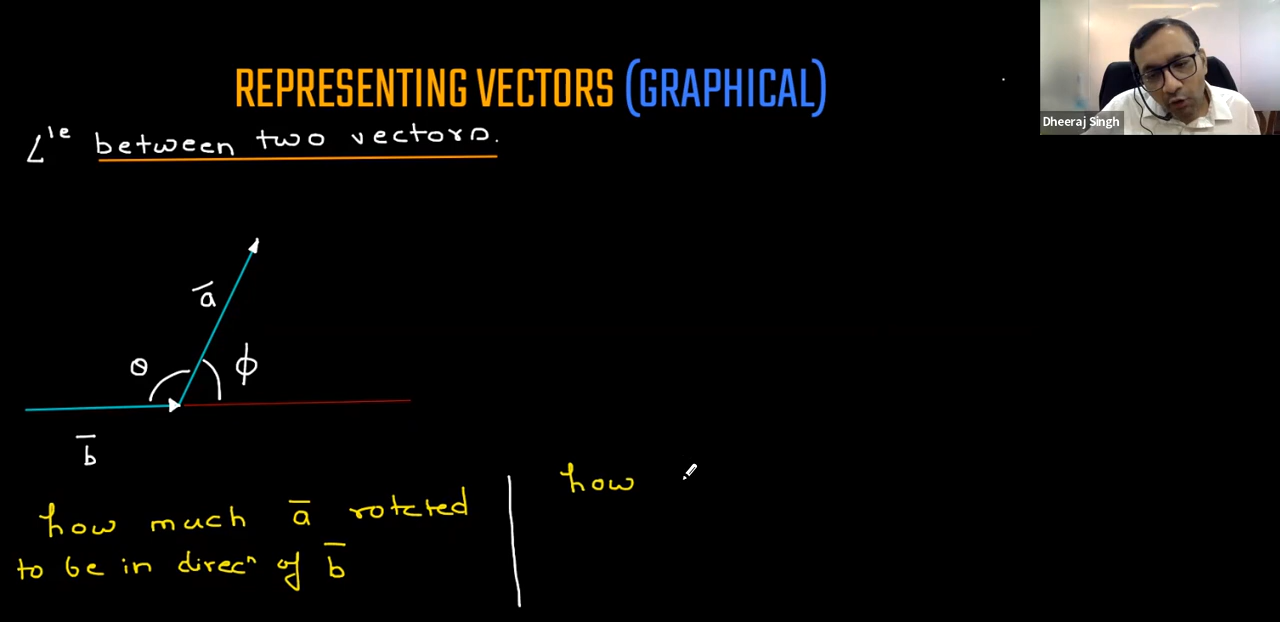 REPRESENTING VECTORS (GRAPHICAL)
Dheeraj Singh
∠le between two vectors.
a̅
θ
ϕ
b̅
how much a̅ rotated
to be in direcⁿ of b̅
how